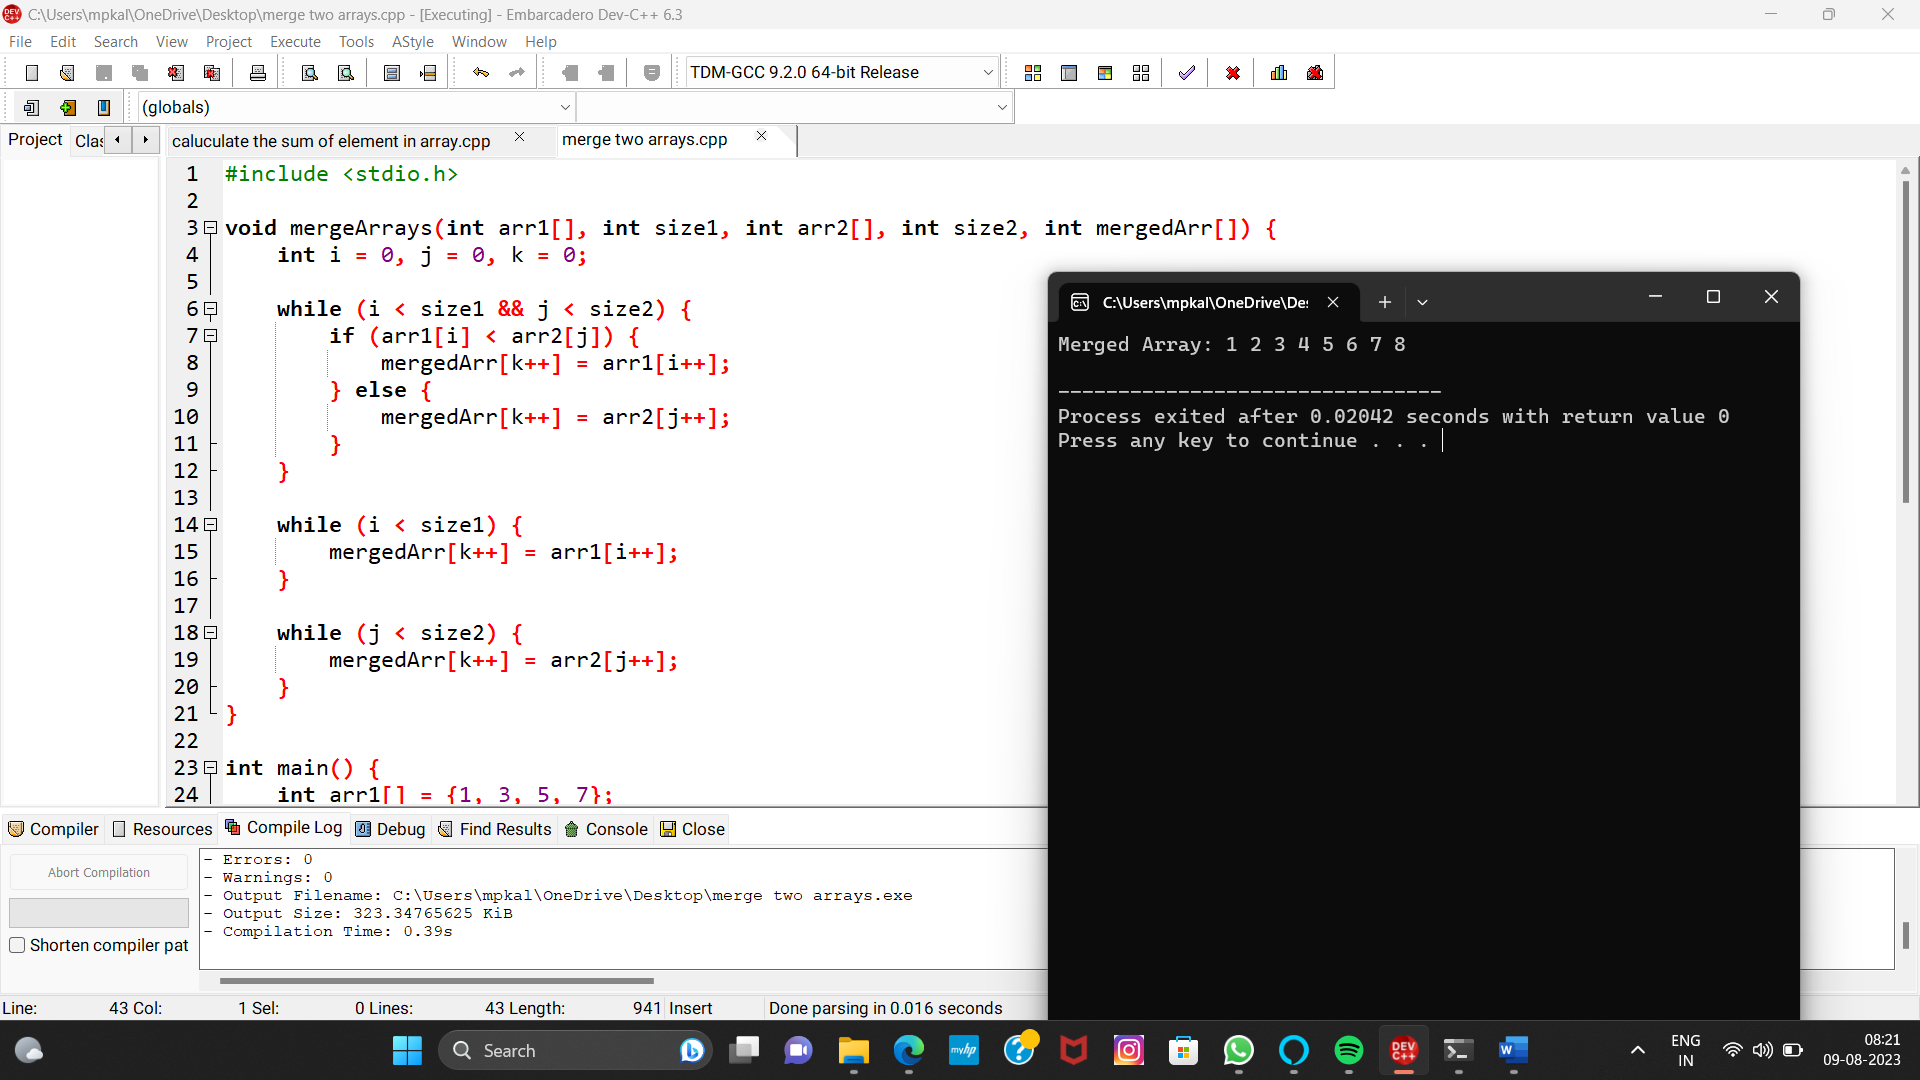 C:\Users\mpkal\OneDrive\Desktop\merge two arrays.cpp - [Executing] - Embarcadero Dev-C++ 6.3
File Edit Search View Project Execute Tools AStyle Window Help
TDM-GCC 9.2.0 64-bit Release
(globals)
Project Clas caluculate the sum of element in array.cpp merge two arrays.cpp
1 #include <stdio.h>
2
3 void mergeArrays(int arr1[], int size1, int arr2[], int size2, int mergedArr[]) {
4 int i = 0, j = 0, k = 0;
5
6 while (i < size1 && j < size2) {
7 if (arr1[i] < arr2[j]) {
8 mergedArr[k++] = arr1[i++];
9 } else {
10 mergedArr[k++] = arr2[j++];
11 }
12 }
13
14 while (i < size1) {
15 mergedArr[k++] = arr1[i++];
16 }
17
18 while (j < size2) {
19 mergedArr[k++] = arr2[j++];
20 }
21 }
22
23 int main() {
24 int arr1[] = {1, 3, 5, 7};
C:\Users\mpkal\OneDrive\Des
Merged Array: 1 2 3 4 5 6 7 8
--------------------------------
Process exited after 0.02042 seconds with return value 0
Press any key to continue . . .
Compiler Resources Compile Log Debug Find Results Console Close
Abort Compilation
Shorten compiler pat
- Errors: 0
- Warnings: 0
- Output Filename: C:\Users\mpkal\OneDrive\Desktop\merge two arrays.exe
- Output Size: 323.34765625 KiB
- Compilation Time: 0.39s
Line: 43 Col: 1 Sel: 0 Lines: 43 Length: 941 Insert Done parsing in 0.016 seconds
Search
myhp
DEV C++
ENG
IN
08:21
09-08-2023